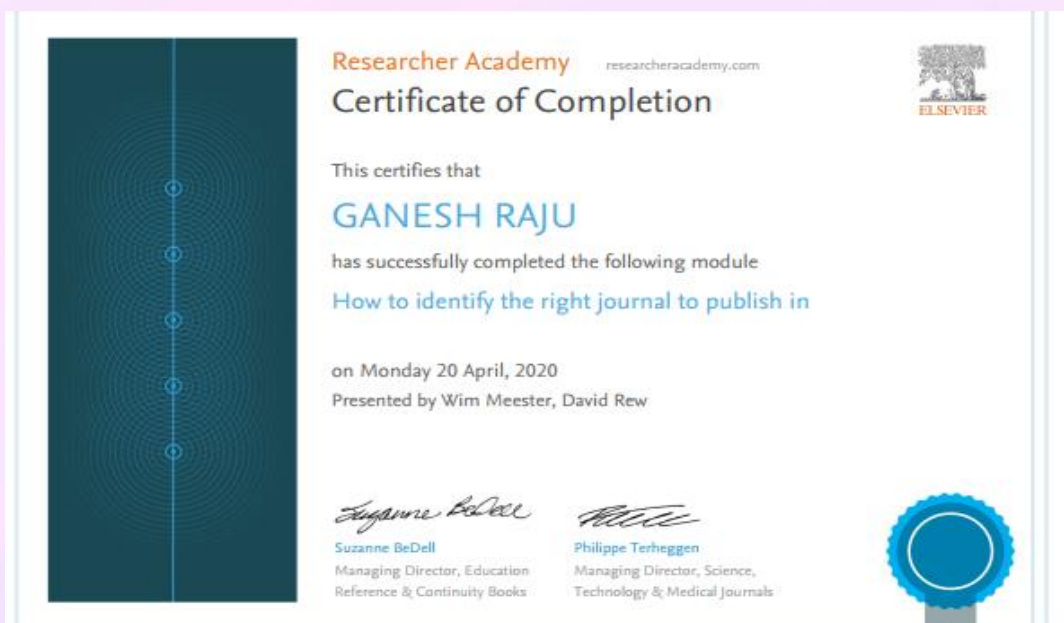 Researcher Academy researcheracademy.com
Certificate of Completion
ELSEVIER
This certifies that
GANESH RAJU
has successfully completed the following module
How to identify the right journal to publish in
on Monday 20 April, 2020
Presented by Wim Meester, David Rew
Suzanne BeDell
Suzanne BeDell
Managing Director, Education
Reference & Continuity Books
Philippe Terheggen
Managing Director, Science,
Technology & Medical Journals